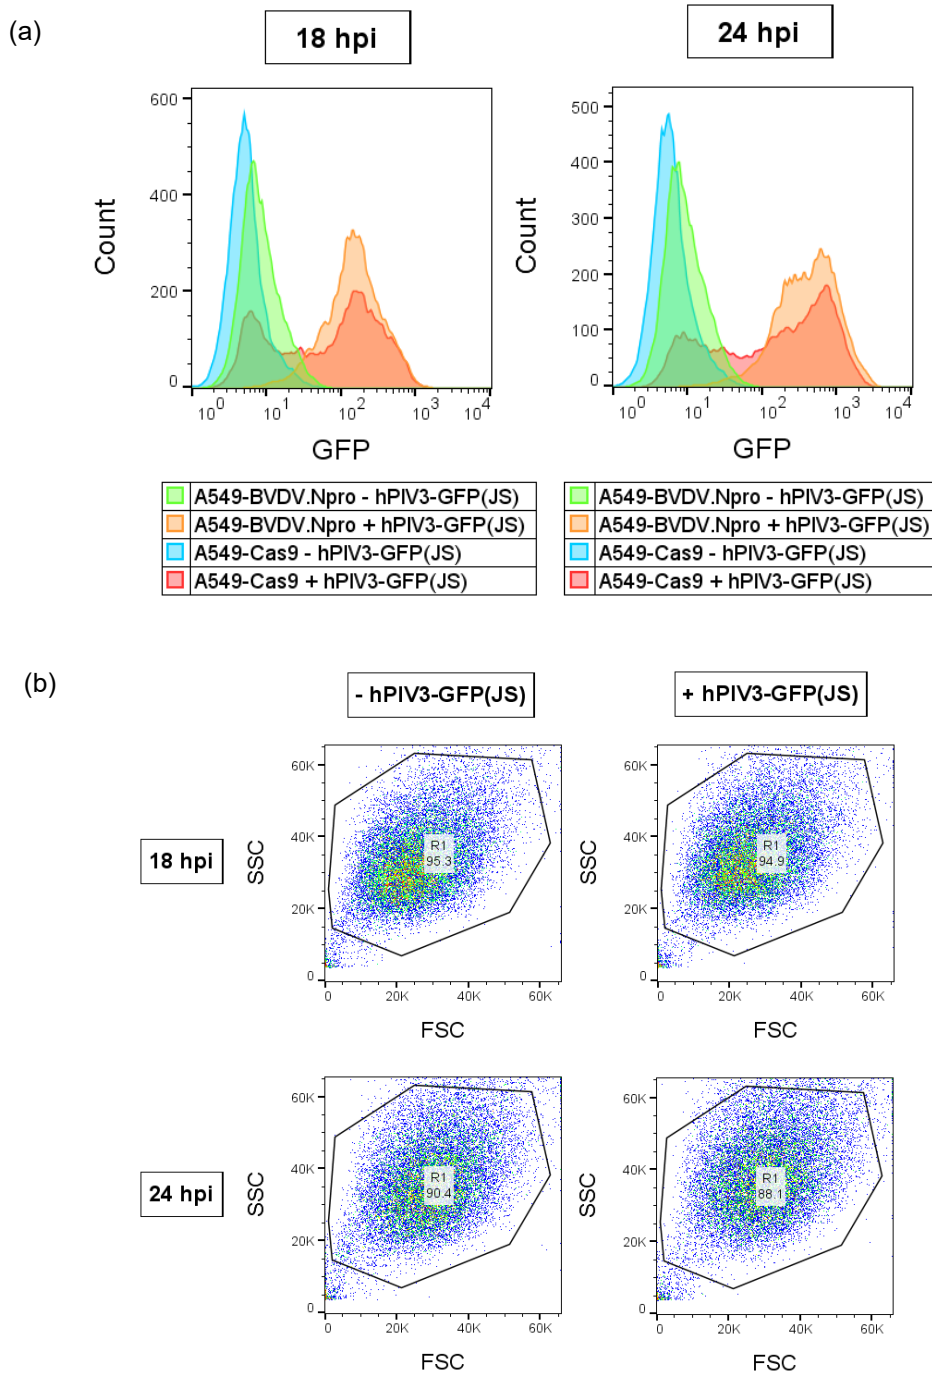 (a)
18 hpi
24 hpi
600
400
200
0
Count
10^0 10^1 10^2 10^3 10^4
GFP
500
400
300
200
100
0
Count
10^0 10^1 10^2 10^3 10^4
GFP
A549-BVDV.Npro - hPIV3-GFP(JS)
A549-BVDV.Npro + hPIV3-GFP(JS)
A549-Cas9 - hPIV3-GFP(JS)
A549-Cas9 + hPIV3-GFP(JS)
A549-BVDV.Npro - hPIV3-GFP(JS)
A549-BVDV.Npro + hPIV3-GFP(JS)
A549-Cas9 - hPIV3-GFP(JS)
A549-Cas9 + hPIV3-GFP(JS)
(b)
- hPIV3-GFP(JS)
+ hPIV3-GFP(JS)
18 hpi
SSC
60K
40K
20K
0
R1
95.3
0 20K 40K 60K
FSC
SSC
60K
40K
20K
0
R1
94.9
0 20K 40K 60K
FSC
24 hpi
SSC
60K
40K
20K
0
R1
90.4
0 20K 40K 60K
FSC
SSC
60K
40K
20K
0
R1
88.1
0 20K 40K 60K
FSC